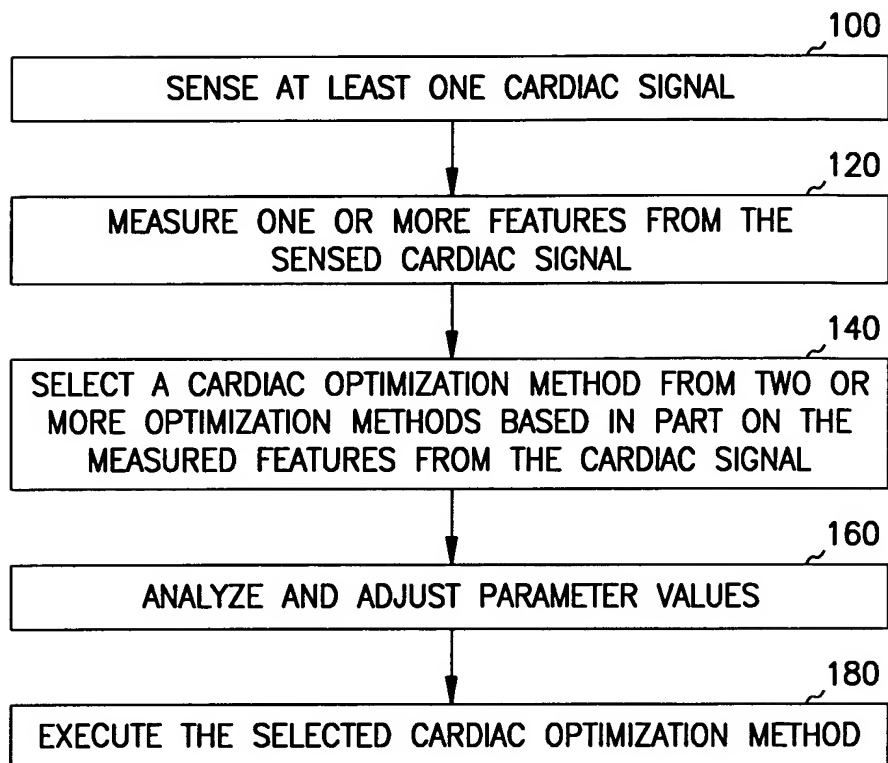 100
SENSE AT LEAST ONE CARDIAC SIGNAL
120
MEASURE ONE OR MORE FEATURES FROM THE
SENSED CARDIAC SIGNAL
140
SELECT A CARDIAC OPTIMIZATION METHOD FROM TWO OR
MORE OPTIMIZATION METHODS BASED IN PART ON THE
MEASURED FEATURES FROM THE CARDIAC SIGNAL
160
ANALYZE AND ADJUST PARAMETER VALUES
180
EXECUTE THE SELECTED CARDIAC OPTIMIZATION METHOD